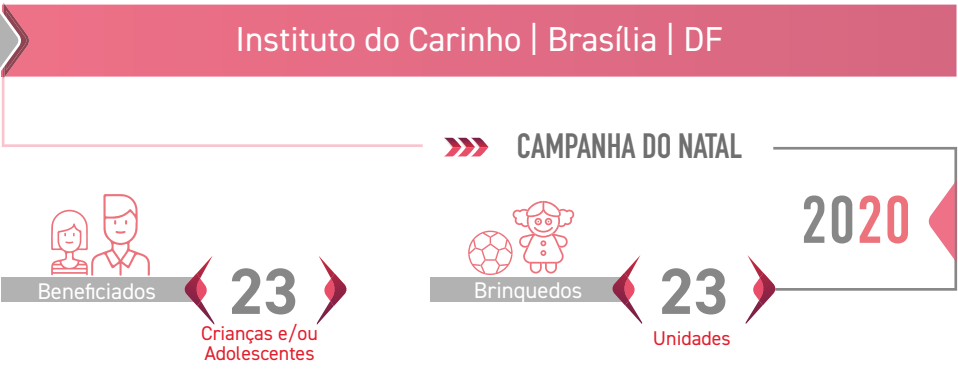 Instituto do Carinho | Brasília | DF
CAMPANHA DO NATAL
2020
Beneficiados
23
Crianças e/ou
Adolescentes
Brinquedos
23
Unidades